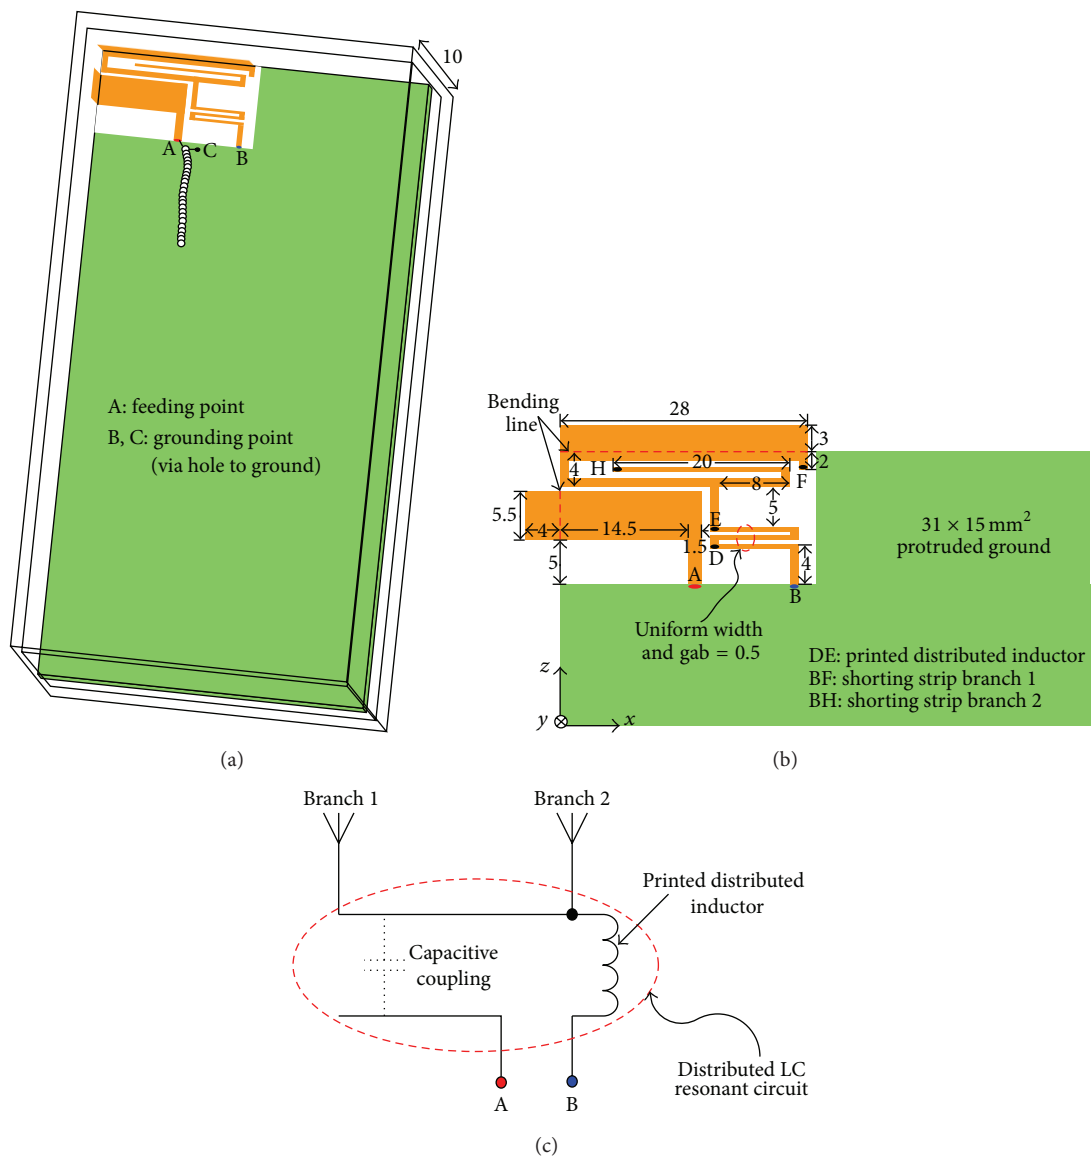 10
A
C
B
A: feeding point
B, C: grounding point
(via hole to ground)
(a)
Bending
line
28
3
H
20
2
4
F
8
5.5
5
E
4
14.5
1.5
D
5
A
4
B
31 × 15 mm²
protruded ground
Uniform width
and gab = 0.5
DE: printed distributed inductor
BF: shorting strip branch 1
BH: shorting strip branch 2
z
y
x
(b)
Branch 1
Branch 2
Printed distributed
inductor
Capacitive
coupling
Distributed LC
resonant circuit
A
B
(c)